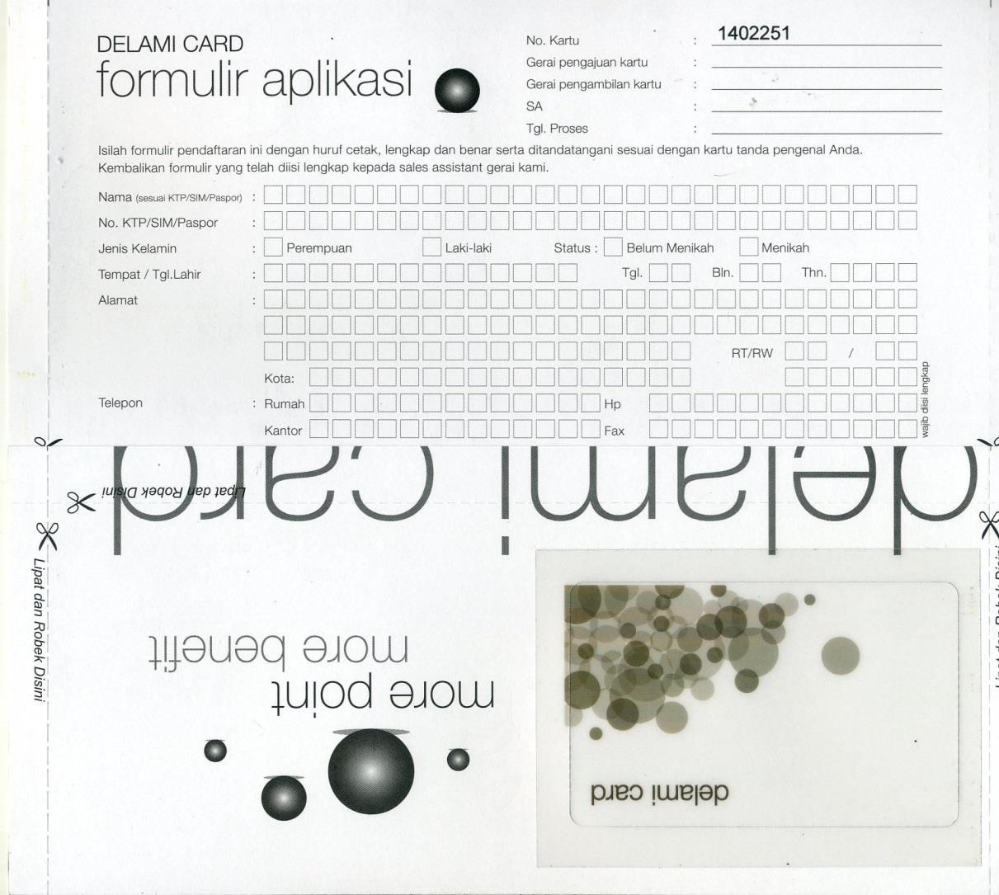 DELAMI CARD
formulir aplikasi
No. Kartu : 1402251
Gerai pengajuan kartu :
Gerai pengambilan kartu :
SA :
Tgl. Proses :
Isilah formulir pendaftaran ini dengan huruf cetak, lengkap dan benar serta ditandatangani sesuai dengan kartu tanda pengenal Anda.
Kembalikan formulir yang telah diisi lengkap kepada sales assistant gerai kami.
Nama (sesuai KTP/SIM/Paspor) :
No. KTP/SIM/Paspor :
Jenis Kelamin : Perempuan Laki-laki Status : Belum Menikah Menikah
Tempat / Tgl.Lahir : Tgl. Bln. Thn.
Alamat :
RT/RW /
Kota:
Telepon : Rumah Hp
Kantor Fax
wajib diisi lengkap
delami card
Lipat dan Robek Disini
Lipat dan Robek Disini
Lipat dan Robek Disini
more benefit
more point
delami card